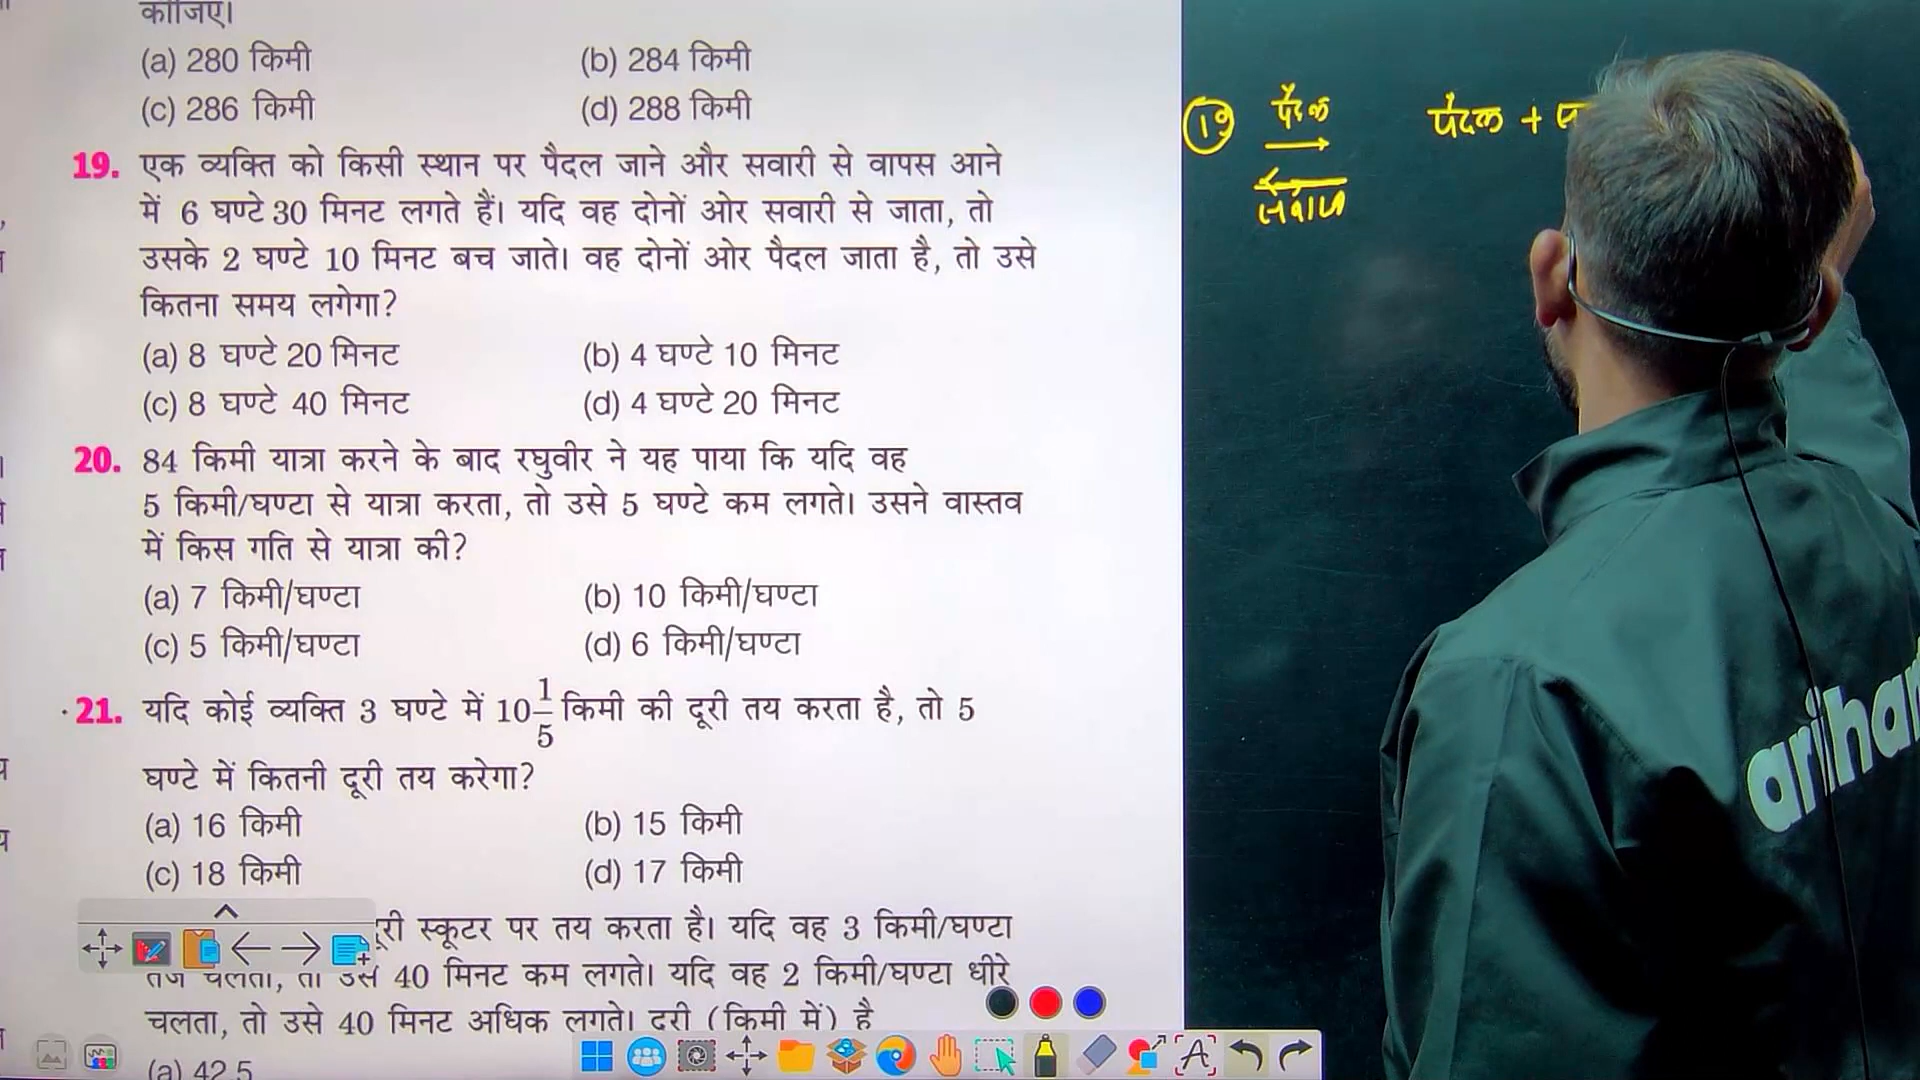 कीजिए।
(a) 280 किमी (b) 284 किमी
(c) 286 किमी (d) 288 किमी
19. एक व्यक्ति को किसी स्थान पर पैदल जाने और सवारी से वापस आने
में 6 घण्टे 30 मिनट लगते हैं। यदि वह दोनों ओर सवारी से जाता, तो
उसके 2 घण्टे 10 मिनट बच जाते। वह दोनों ओर पैदल जाता है, तो उसे
कितना समय लगेगा?
(a) 8 घण्टे 20 मिनट (b) 4 घण्टे 10 मिनट
(c) 8 घण्टे 40 मिनट (d) 4 घण्टे 20 मिनट
20. 84 किमी यात्रा करने के बाद रघुवीर ने यह पाया कि यदि वह
5 किमी/घण्टा से यात्रा करता, तो उसे 5 घण्टे कम लगते। उसने वास्तव
में किस गति से यात्रा की?
(a) 7 किमी/घण्टा (b) 10 किमी/घण्टा
(c) 5 किमी/घण्टा (d) 6 किमी/घण्टा
21. यदि कोई व्यक्ति 3 घण्टे में 10 1/5 किमी की दूरी तय करता है, तो 5
घण्टे में कितनी दूरी तय करेगा?
(a) 16 किमी (b) 15 किमी
(c) 18 किमी (d) 17 किमी
स्कूटर पर तय करता है। यदि वह 3 किमी/घण्टा
तेज चलता, तो उसे 40 मिनट कम लगते। यदि वह 2 किमी/घण्टा धीरे
चलता, तो उसे 40 मिनट अधिक लगते। दूरी (किमी में) है
(a) 42.5
19 पैदल
पैदल +
arihan